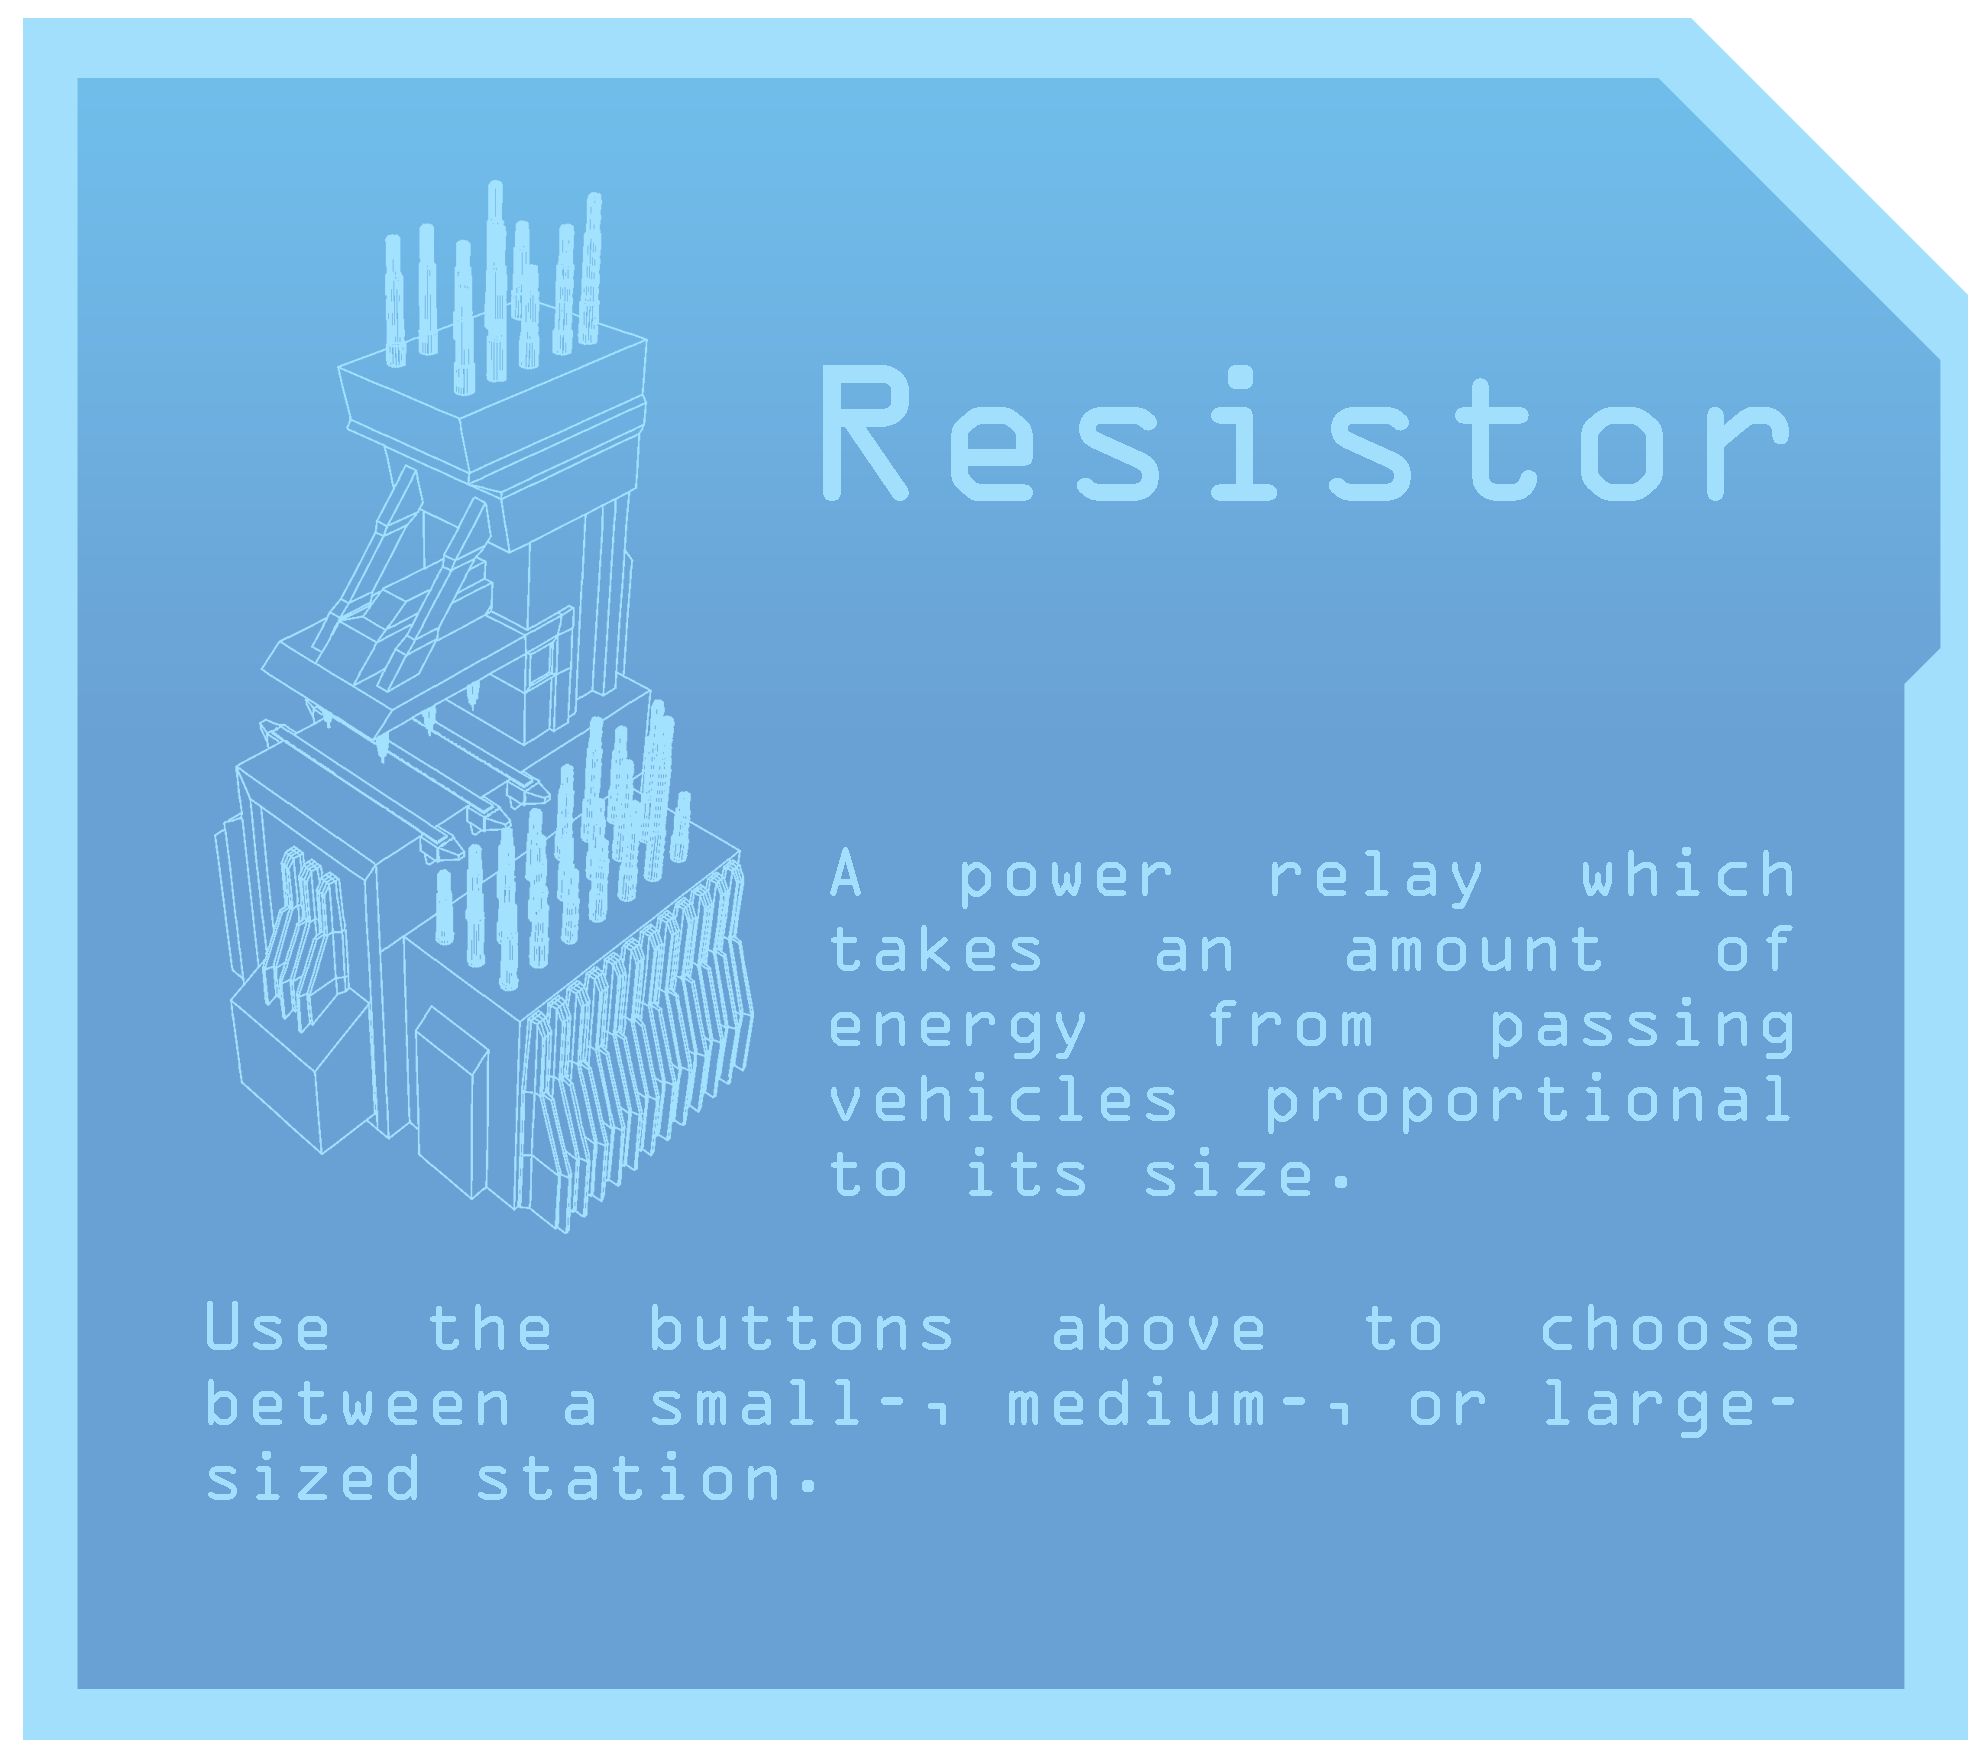 Resistor
A power relay which
takes an amount of
energy from passing
vehicles proportional
to its size.
Use the buttons above to choose
between a small-, medium-, or large-
sized station.